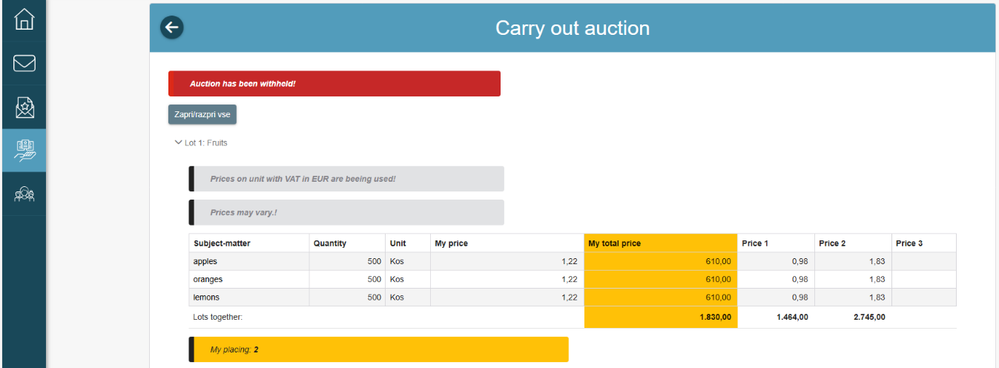 Carry out auction
Auction has been withheld!
Zapri/razpri vse
Lot 1: Fruits
Prices on unit with VAT in EUR are beeing used!
Prices may vary.!
Subject-matter Quantity Unit My price My total price Price 1 Price 2 Price 3
apples 500 Kos 1,22 610,00 0,98 1,83
oranges 500 Kos 1,22 610,00 0,98 1,83
lemons 500 Kos 1,22 610,00 0,98 1,83
Lots together: 1.830,00 1.464,00 2.745,00
My placing: 2